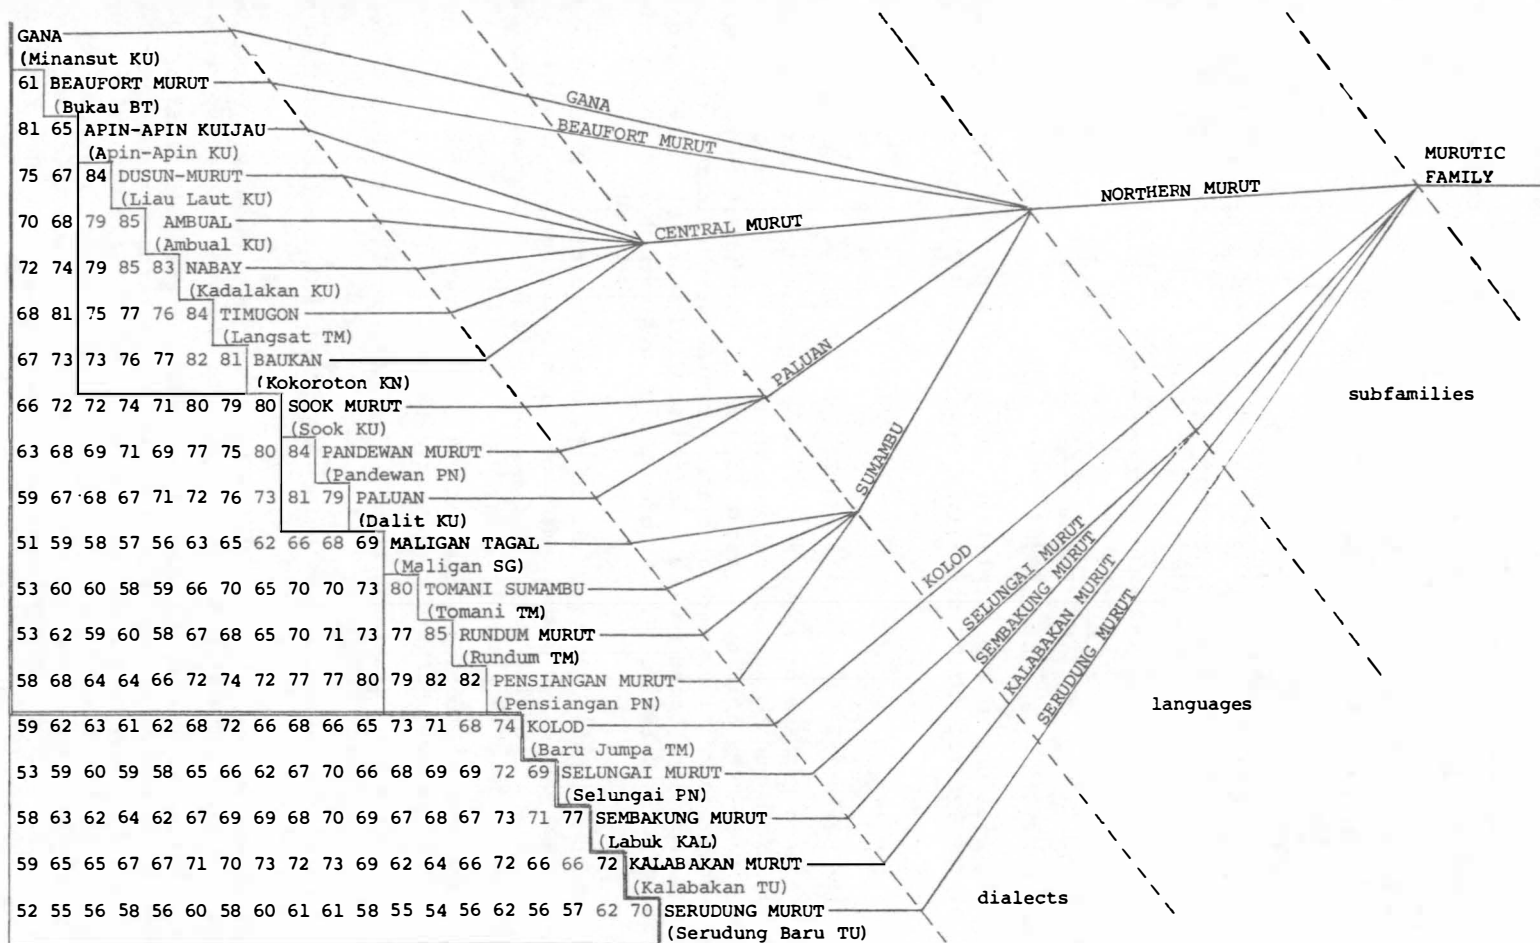 GANA
(Minansut KU)
61 BEAUFORT MURUT
(Bukau BT)
81 65 APIN-APIN KUIJAU
(Apin-Apin KU)
75 67 84 DUSUN-MURUT
(Liau Laut KU)
70 68 79 85 AMBUAL
(Ambual KU)
72 74 79 85 83 NABAY
(Kadalakan KU)
68 81 75 77 76 84 TIMUGON
(Langsat TM)
67 73 73 76 77 82 81 BAUKAN
(Kokoroton KN)
66 72 72 74 71 80 79 80 SOOK MURUT
(Sook KU)
63 68 69 71 69 77 75 80 84 PANDEWAN MURUT
(Pandewan PN)
59 67 68 67 71 72 76 73 81 79 PALUAN
(Dalit KU)
51 59 58 57 56 63 65 62 66 68 69 MALIGAN TAGAL
(Maligan SG)
53 60 60 58 59 66 70 65 70 70 73 80 TOMANI SUMAMBU
(Tomani TM)
53 62 59 60 58 67 68 65 70 71 73 77 85 RUNDUM MURUT
(Rundum TM)
58 68 64 64 66 72 74 72 77 77 80 79 82 82 PENSIANGAN MURUT
(Pensiangan PN)
59 62 63 61 62 68 72 66 68 66 65 73 71 68 74 KOLOD
(Baru Jumpa TM)
53 59 60 59 58 65 66 62 67 70 66 68 69 69 72 69 SELUNGAI MURUT
(Selungai PN)
58 63 62 64 62 67 69 69 68 70 69 67 68 67 73 71 77 SEMBAKUNG MURUT
(Labuk KAL)
59 65 65 67 67 71 70 73 72 73 69 62 64 66 72 66 66 72 KALABAKAN MURUT
(Kalabakan TU)
52 55 56 58 56 60 58 60 61 61 58 55 54 56 62 56 57 62 70 SERUDUNG MURUT
(Serudung Baru TU)
GANA
BEAUFORT MURUT
CENTRAL MURUT
PALUAN
SUMAMBU
KOLOD
SELUNGAI MURUT
SEMBAKUNG MURUT
KALABAKAN MURUT
SERUDUNG MURUT
NORTHERN MURUT
MURUTIC
FAMILY
subfamilies
languages
dialects